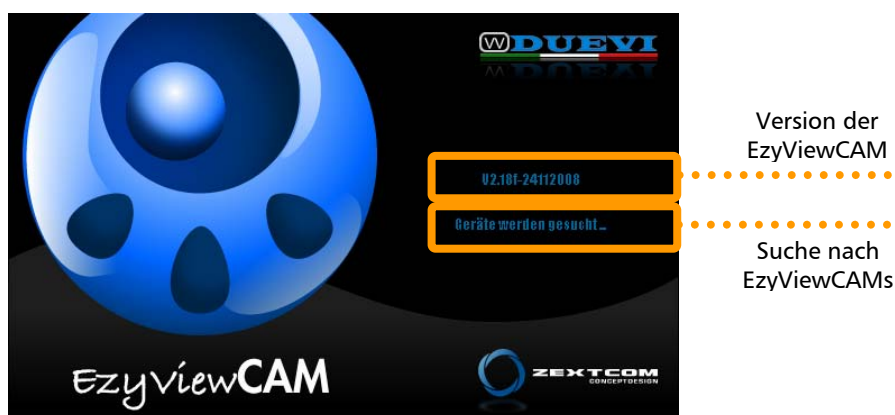 DUEVI
V2.18f-24112008
Geräte werden gesucht...
EzyviewCAM
ZEXTCOM
CONCEPTDESIGN
Version der
EzyViewCAM
Suche nach
EzyViewCAMs